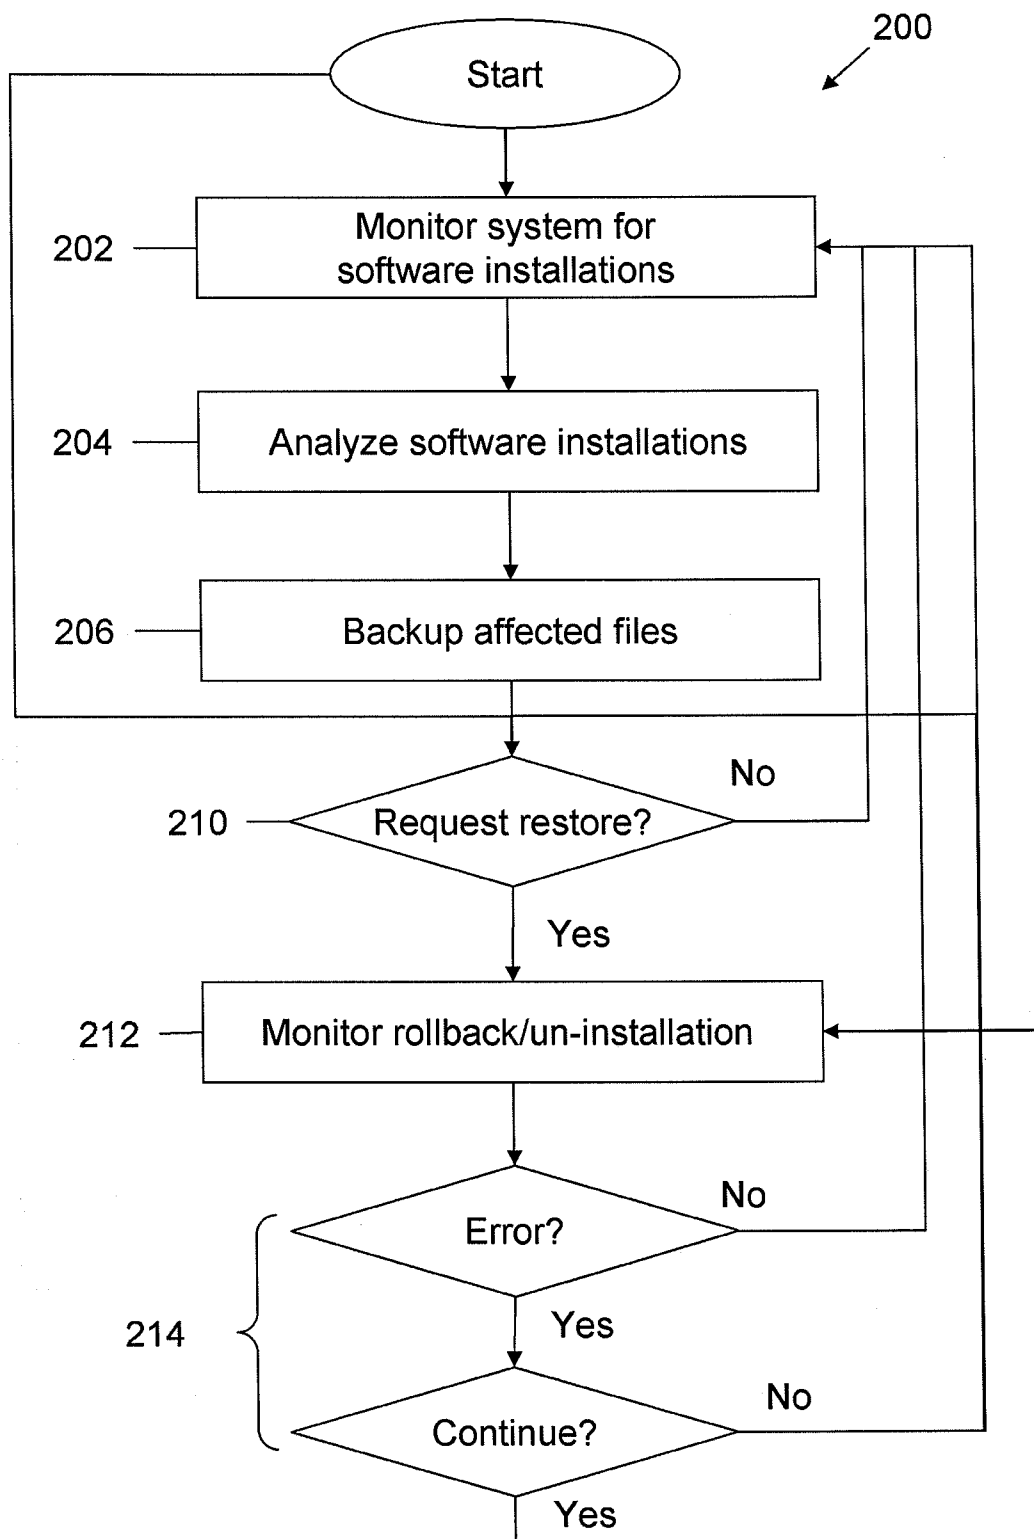 200
Start
202
Monitor system for
software installations
204
Analyze software installations
206
Backup affected files
No
210
Request restore?
Yes
212
Monitor rollback/un-installation
No
Error?
214
Yes
No
Continue?
Yes